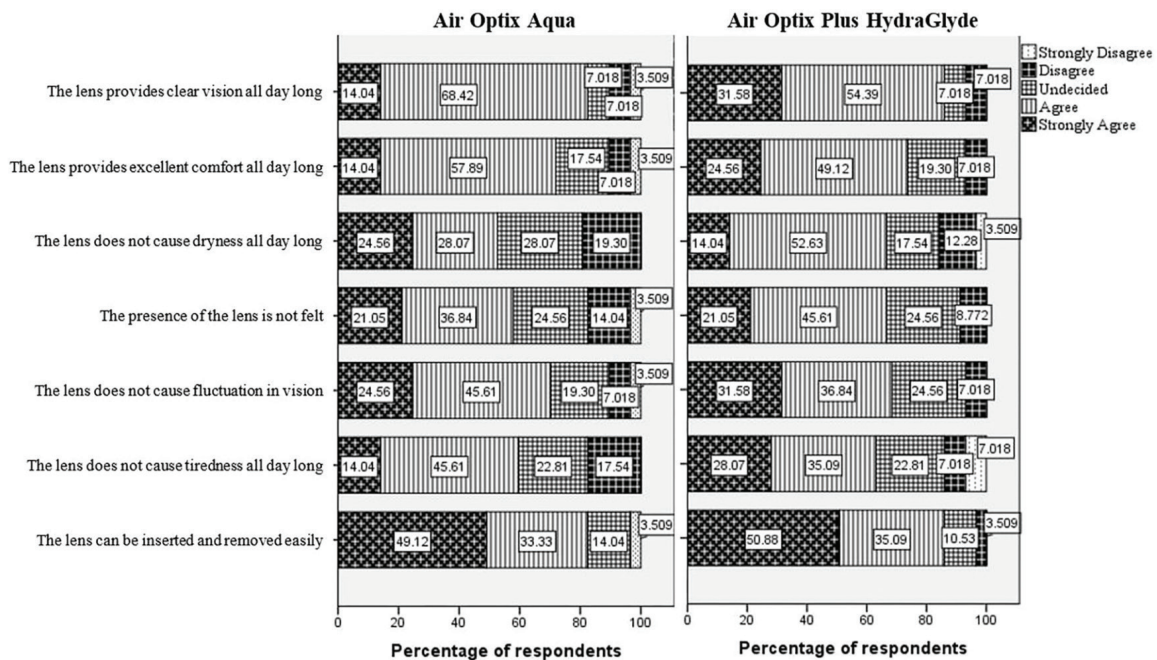 Air Optix Aqua
Air Optix Plus HydraGlyde
Strongly Disagree
Disagree
Undecided
Agree
Strongly Agree
The lens provides clear vision all day long
14.04 68.42 7.018 7.018 3.509
31.58 54.39 7.018 7.018
The lens provides excellent comfort all day long
14.04 57.89 17.54 7.018 3.509
24.56 49.12 19.30 7.018
The lens does not cause dryness all day long
24.56 28.07 28.07 19.30
14.04 52.63 17.54 12.28 3.509
The presence of the lens is not felt
21.05 36.84 24.56 14.04 3.509
21.05 45.61 24.56 8.772
The lens does not cause fluctuation in vision
24.56 45.61 19.30 7.018 3.509
31.58 36.84 24.56 7.018
The lens does not cause tiredness all day long
14.04 45.61 22.81 17.54
28.07 35.09 22.81 7.018 7.018
The lens can be inserted and removed easily
49.12 33.33 14.04 3.509
50.88 35.09 10.53 3.509
0 20 40 60 80 100
0 20 40 60 80 100
Percentage of respondents
Percentage of respondents